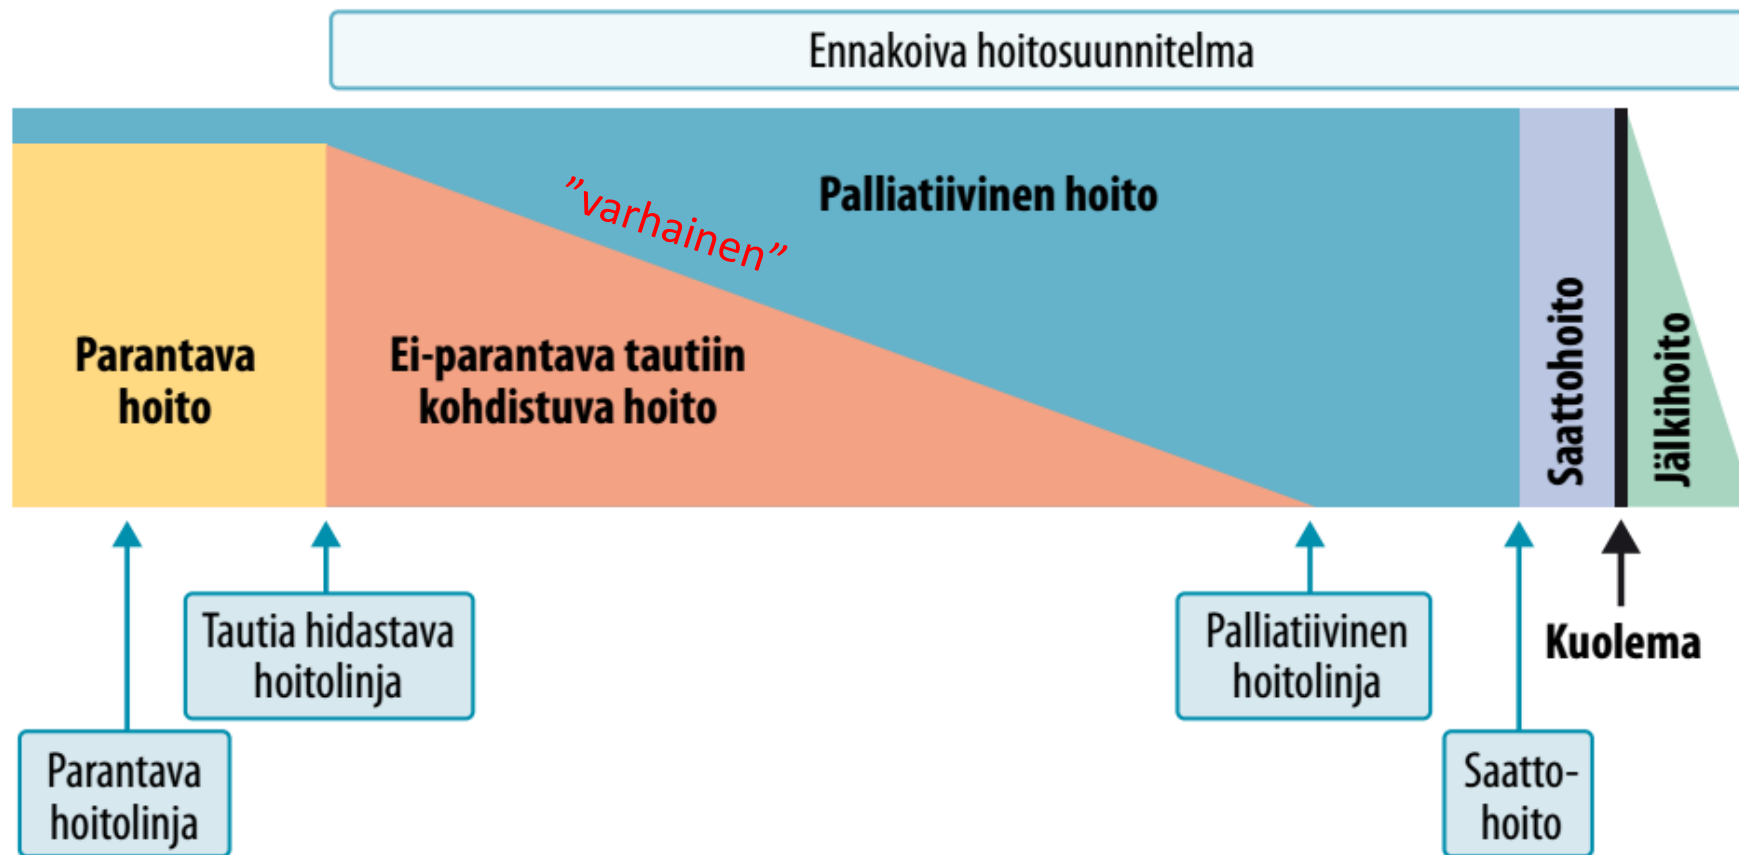 Ennakoiva hoitosuunnitelma
Palliatiivinen hoito
”varhainen”
Parantava
hoito
Ei-parantava tautiin
kohdistuva hoito
Saattohoito
Jälkihoito
Tautia hidastava
hoitolinja
Palliatiivinen
hoitolinja
Kuolema
Parantava
hoitolinja
Saatto-
hoito